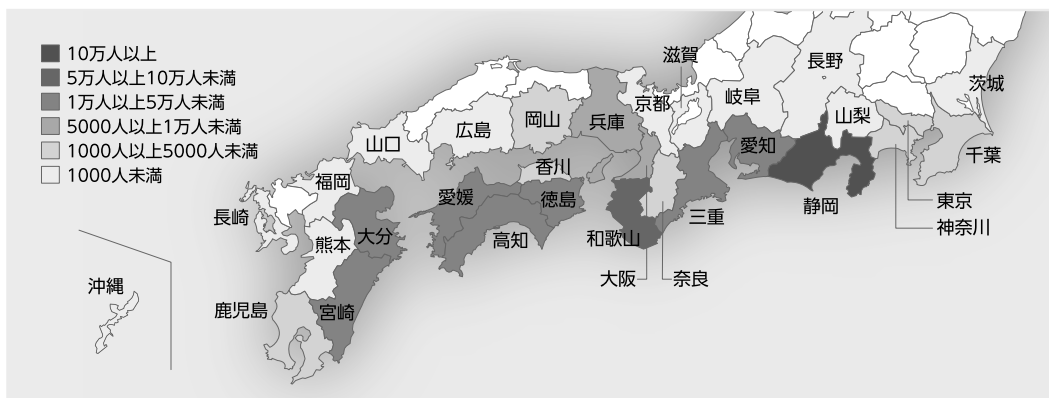 10万人以上
5万人以上10万人未満
1万人以上5万人未満
5000人以上1万人未満
1000人以上5000人未満
1000人未満
滋賀
長野
茨城
京都
岐阜
山梨
岡山
兵庫
広島
山口
愛知
千葉
香川
福岡
愛媛
徳島
静岡
東京
長崎
三重
神奈川
熊本
大分
高知
和歌山
大阪
奈良
沖縄
鹿児島
宮崎